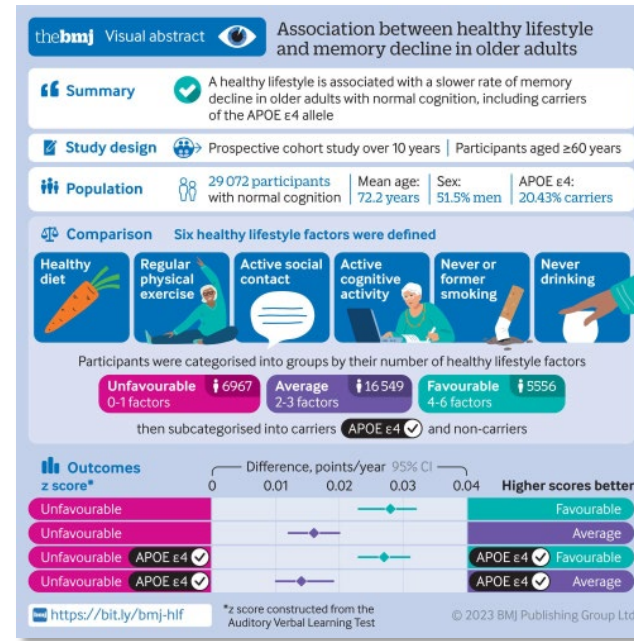 thebmj Visual abstract
Association between healthy lifestyle
and memory decline in older adults
Summary
A healthy lifestyle is associated with a slower rate of memory
decline in older adults with normal cognition, including carriers
of the APOE ε4 allele
Study design
Prospective cohort study over 10 years
Participants aged ≥60 years
Population
29 072 participants
with normal cognition
Mean age:
72.2 years
Sex:
51.5% men
APOE ε4:
20.43% carriers
Comparison
Six healthy lifestyle factors were defined
Healthy
diet
Regular
physical
exercise
Active social
contact
Active
cognitive
activity
Never or
former
smoking
Never
drinking
Participants were categorised into groups by their number of healthy lifestyle factors
Unfavourable 6967
0-1 factors
Average 16 549
2-3 factors
Favourable 5556
4-6 factors
then subcategorised into carriers APOE ε4 and non-carriers
Outcomes
z score*
Difference, points/year 95% CI
0 0.01 0.02 0.03 0.04
Higher scores better
Unfavourable Favourable
Unfavourable Average
Unfavourable APOE ε4 APOE ε4 Favourable
Unfavourable APOE ε4 APOE ε4 Average
bmj https://bit.ly/bmj-hlf
*z score constructed from the
Auditory Verbal Learning Test
© 2023 BMJ Publishing Group Ltd